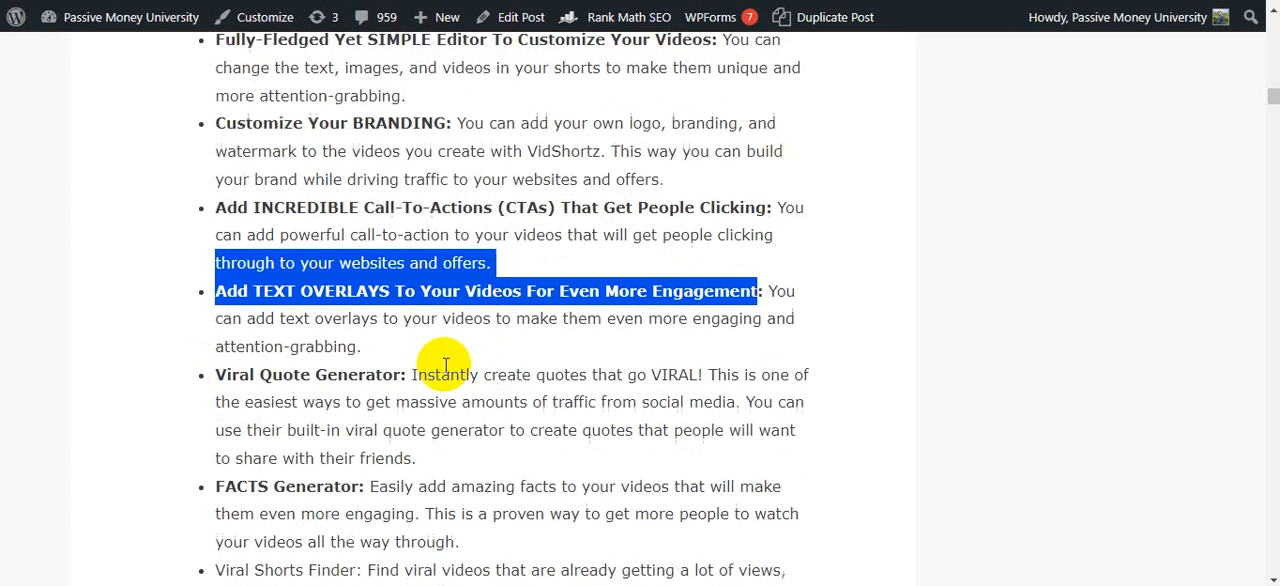 Passive Money University Customize 3 959 New Edit Post Rank Math SEO WPForms 7 Duplicate Post Howdy, Passive Money University
Fully-Fledged Yet SIMPLE Editor To Customize Your Videos: You can
change the text, images, and videos in your shorts to make them unique and
more attention-grabbing.
Customize Your BRANDING: You can add your own logo, branding, and
watermark to the videos you create with VidShortz. This way you can build
your brand while driving traffic to your websites and offers.
Add INCREDIBLE Call-To-Actions (CTAs) That Get People Clicking: You
can add powerful call-to-action to your videos that will get people clicking
through to your websites and offers.
Add TEXT OVERLAYS To Your Videos For Even More Engagement: You
can add text overlays to your videos to make them even more engaging and
attention-grabbing.
Viral Quote Generator: Instantly create quotes that go VIRAL! This is one of
the easiest ways to get massive amounts of traffic from social media. You can
use their built-in viral quote generator to create quotes that people will want
to share with their friends.
FACTS Generator: Easily add amazing facts to your videos that will make
them even more engaging. This is a proven way to get more people to watch
your videos all the way through.
Viral Shorts Finder: Find viral videos that are already getting a lot of views,